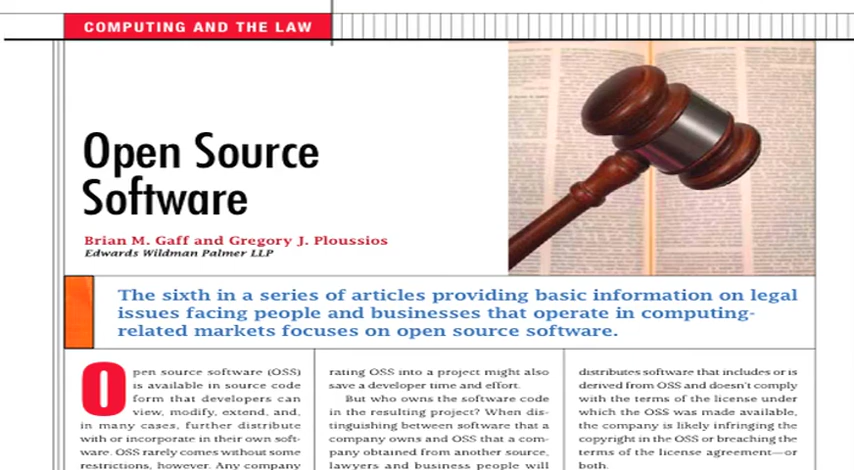 COMPUTING AND THE LAW
Open Source
Software
Brian M. Gaff and Gregory J. Ploussios
Edwards Wildman Palmer LLP
The sixth in a series of articles providing basic information on legal
issues facing people and businesses that operate in computing-
related markets focuses on open source software.
Open source software (OSS)
is available in source code
form that developers can
view, modify, extend, and,
in many cases, further distribute
with or incorporate in their own soft-
ware. OSS rarely comes without some
restrictions, however. Any company
rating OSS into a project might also
save a developer time and effort.
But who owns the software code
in the resulting project? When dis-
tinguishing between software that a
company owns and OSS that a com-
pany obtained from another source,
lawyers and business people will
distributes software that includes or is
derived from OSS and doesn't comply
with the terms of the license under
which the OSS was made available,
the company is likely infringing the
copyright in the OSS or breaching the
terms of the license agreement—or
both.